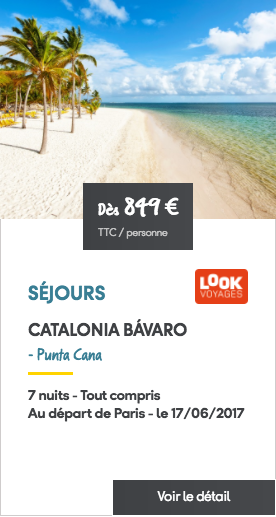 Dès 849 €
TTC / personne
LOOK
VOYAGES
SÉJOURS
CATALONIA BÁVARO
- Punta Cana
7 nuits - Tout compris
Au départ de Paris - le 17/06/2017
Voir le détail